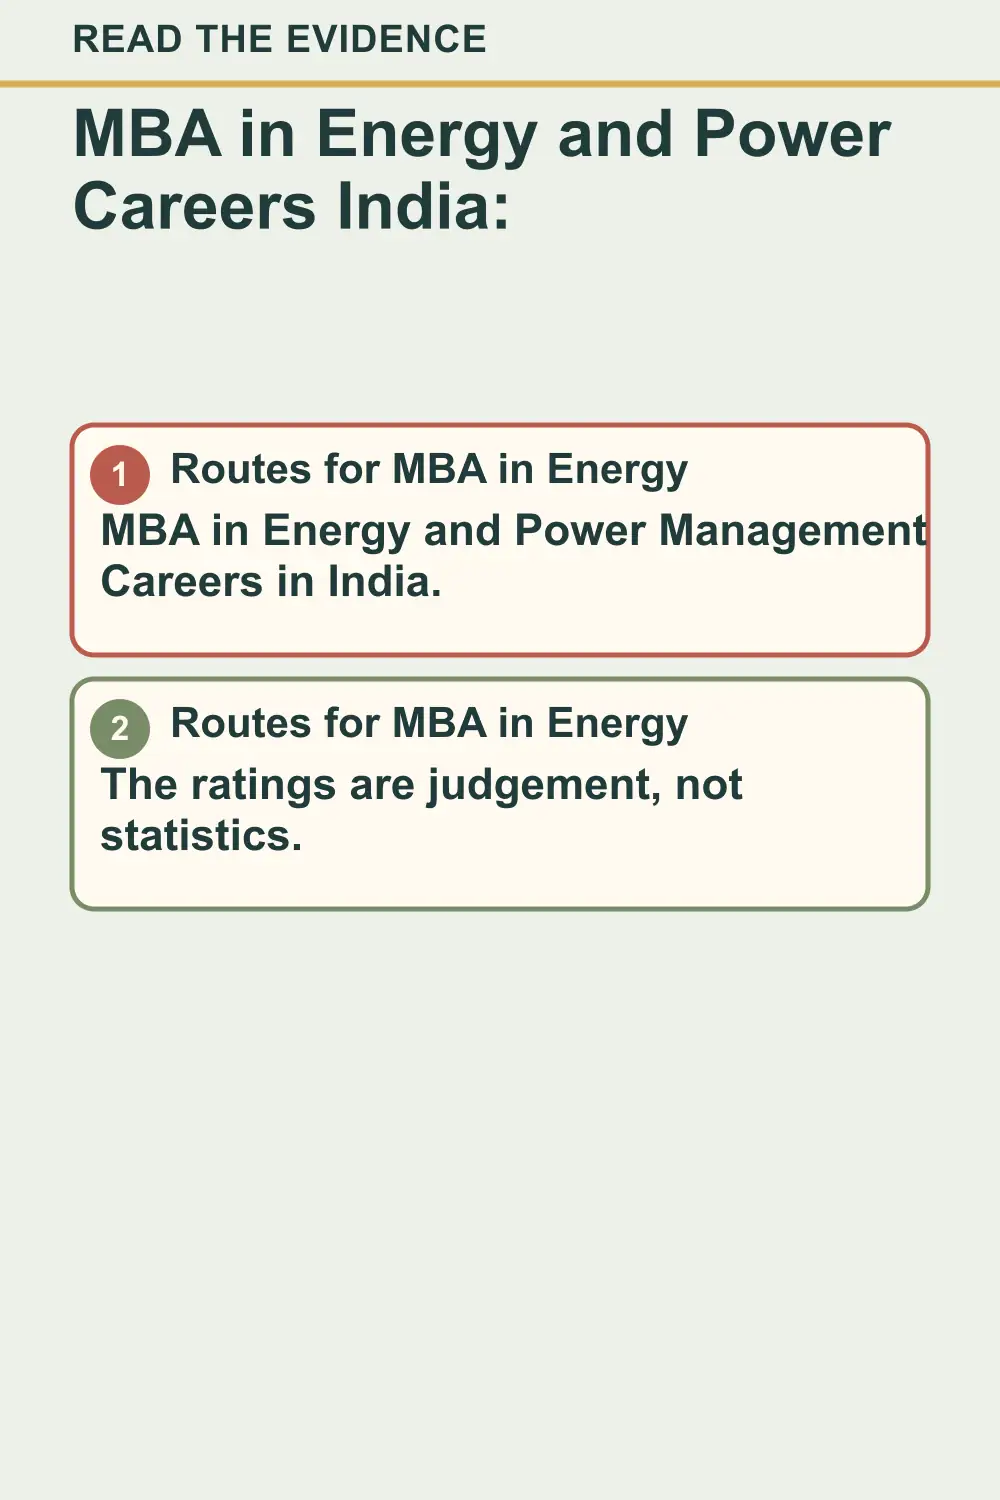 READ THE EVIDENCE
MBA in Energy and Power
Careers India:
1 Routes for MBA in Energy
MBA in Energy and Power Management
Careers in India.
2 Routes for MBA in Energy
The ratings are judgement, not
statistics.